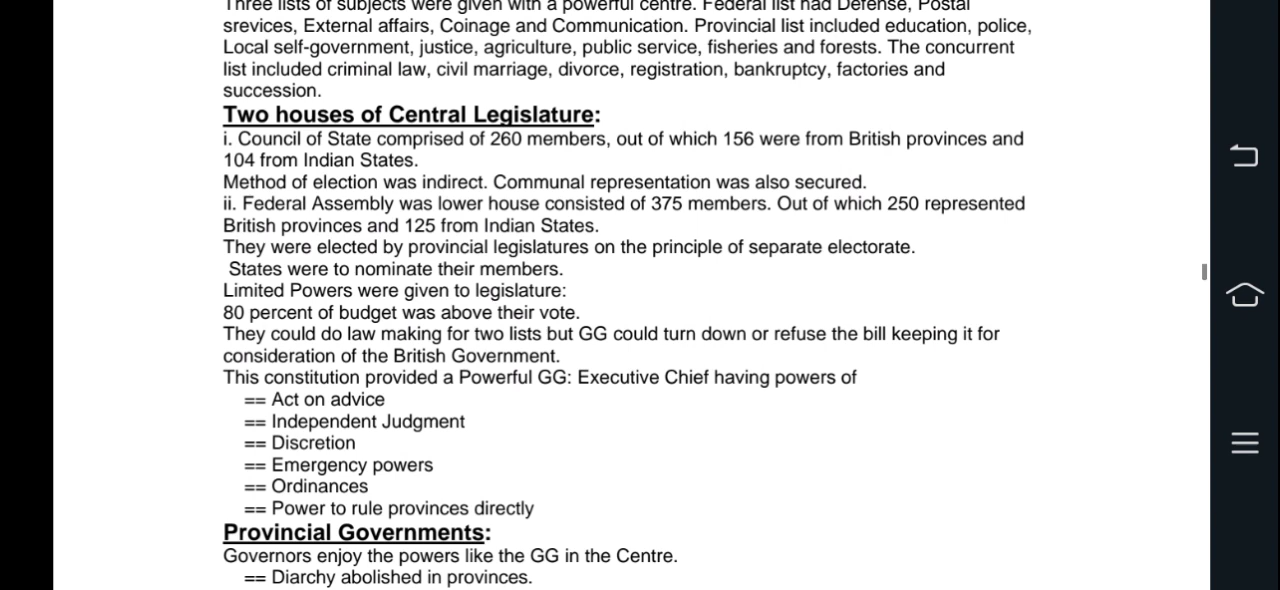 Three lists of subjects were given with a powerful centre. Federal list had Defense, Postal
srevices, External affairs, Coinage and Communication. Provincial list included education, police,
Local self-government, justice, agriculture, public service, fisheries and forests. The concurrent
list included criminal law, civil marriage, divorce, registration, bankruptcy, factories and
succession.
Two houses of Central Legislature:
i. Council of State comprised of 260 members, out of which 156 were from British provinces and
104 from Indian States.
Method of election was indirect. Communal representation was also secured.
ii. Federal Assembly was lower house consisted of 375 members. Out of which 250 represented
British provinces and 125 from Indian States.
They were elected by provincial legislatures on the principle of separate electorate.
States were to nominate their members.
Limited Powers were given to legislature:
80 percent of budget was above their vote.
They could do law making for two lists but GG could turn down or refuse the bill keeping it for
consideration of the British Government.
This constitution provided a Powerful GG: Executive Chief having powers of
== Act on advice
== Independent Judgment
== Discretion
== Emergency powers
== Ordinances
== Power to rule provinces directly
Provincial Governments:
Governors enjoy the powers like the GG in the Centre.
== Diarchy abolished in provinces.